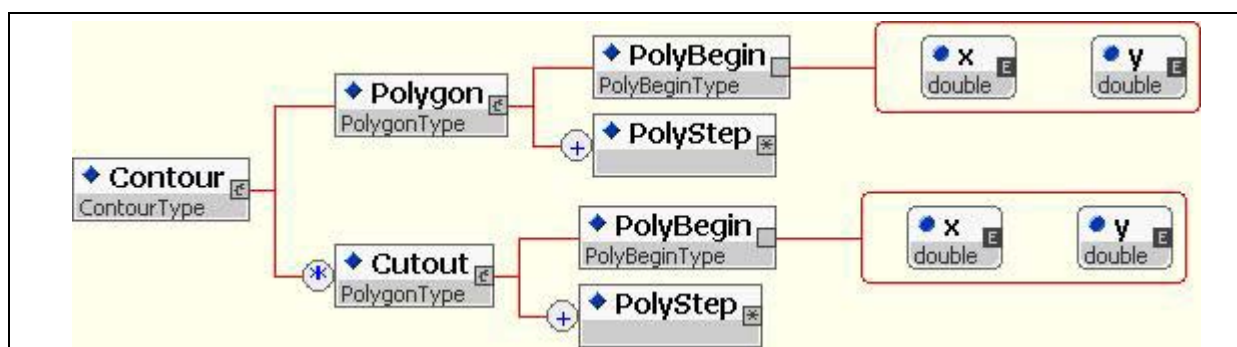 Contour
ContourType
Polygon
PolygonType
PolyBegin
PolyBeginType
x
E
double
y
E
double
+
PolyStep
*
*
Cutout
PolygonType
PolyBegin
PolyBeginType
x
E
double
y
E
double
+
PolyStep
*